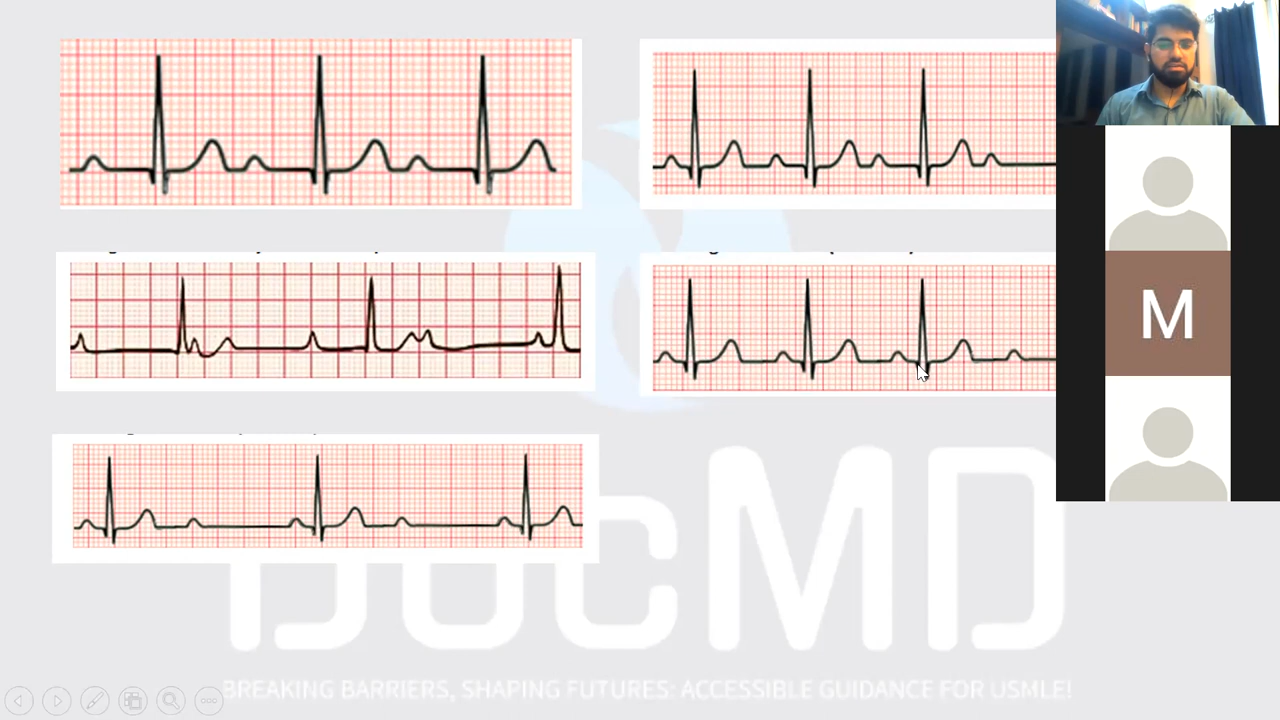 M
DOCMD
BREAKING BARRIERS, SHAPING FUTURES: ACCESSIBLE GUIDANCE FOR USMLE!